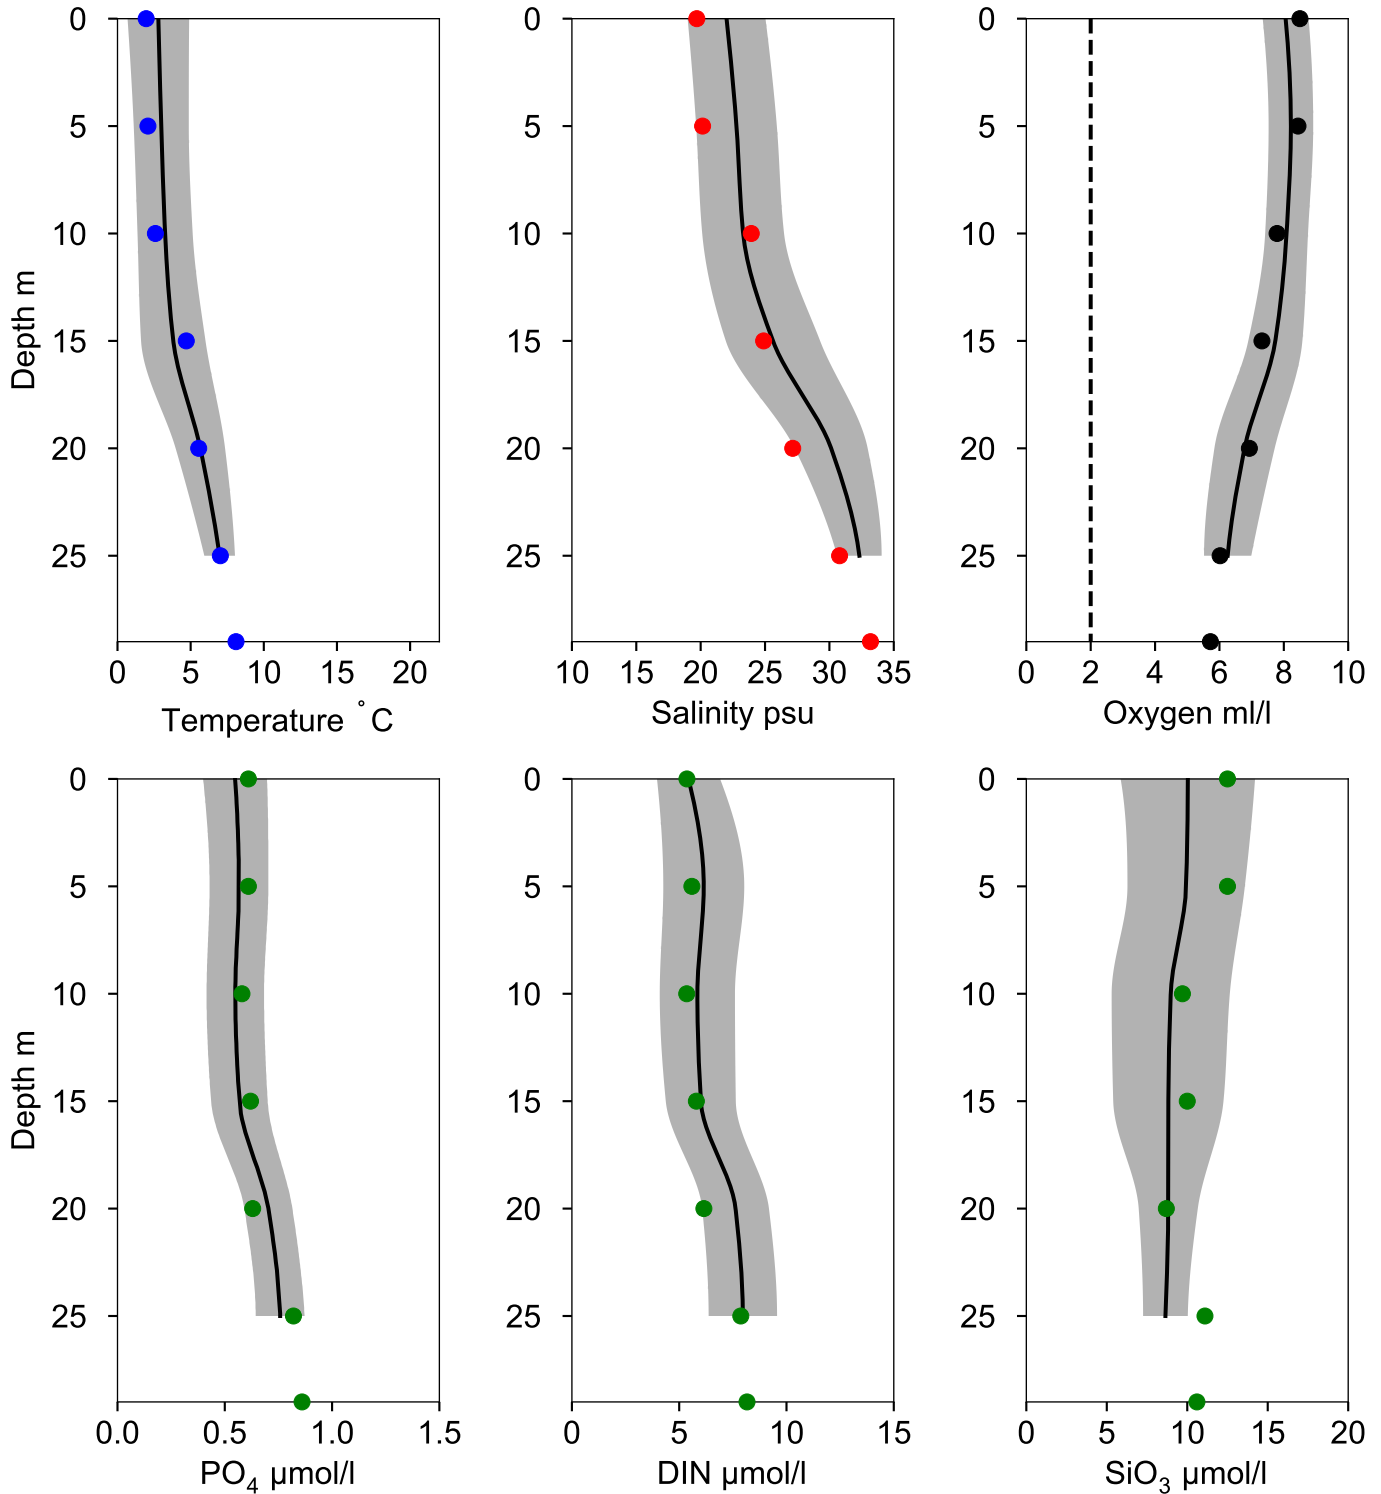 0
5
10
15
20
25
Depth m
0 5 10 15 20
Temperature °C
0
5
10
15
20
25
10 15 20 25 30 35
Salinity psu
0
5
10
15
20
25
0 2 4 6 8 10
Oxygen ml/l
0
5
10
15
20
25
Depth m
0.0 0.5 1.0 1.5
PO₄ µmol/l
0
5
10
15
20
25
0 5 10 15
DIN µmol/l
0
5
10
15
20
25
0 5 10 15 20
SiO₃ µmol/l